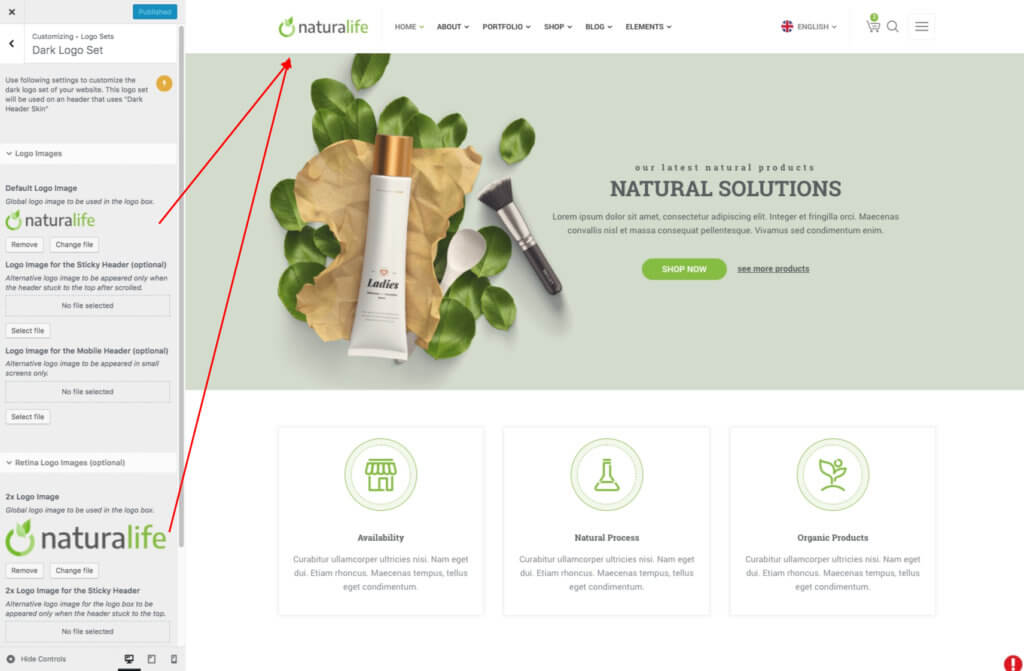 Published
Customizing ▸ Logo Sets
Dark Logo Set
Use following settings to customize the
dark logo set of your website. This logo set
will be used on an header that uses "Dark
Header Skin"
Logo Images
Default Logo Image
Global logo image to be used in the logo box.
naturalife
Remove
Change file
Logo Image for the Sticky Header (optional)
Alternative logo image to be appeared only when
the header stuck to the top after scrolled.
No file selected
Select file
Logo Image for the Mobile Header (optional)
Alternative logo image to be appeared in small
screens only.
No file selected
Select file
Retina Logo Images (optional)
2x Logo Image
Global logo image to be used in the logo box.
naturalife
Remove
Change file
2x Logo Image for the Sticky Header
Alternative logo image for the logo box to be
appeared only when the header stuck to the top.
No file selected
Hide Controls
naturalife
HOME
ABOUT
PORTFOLIO
SHOP
BLOG
ELEMENTS
ENGLISH
our latest natural products
NATURAL SOLUTIONS
Lorem ipsum dolor sit amet, consectetur adipiscing elit. Integer et fringilla orci. Maecenas
convallis nisl et massa consequat pellentesque. Vivamus sed condimentum enim.
SHOP NOW
see more products
Ladies
Availability
Curabitur ullamcorper ultricies nisi. Nam eget
dui. Etiam rhoncus. Maecenas tempus, tellus
eget condimentum.
Natural Process
Curabitur ullamcorper ultricies nisi. Nam eget
dui. Etiam rhoncus. Maecenas tempus, tellus
eget condimentum.
Organic Products
Curabitur ullamcorper ultricies nisi. Nam eget
dui. Etiam rhoncus. Maecenas tempus, tellus
eget condimentum.